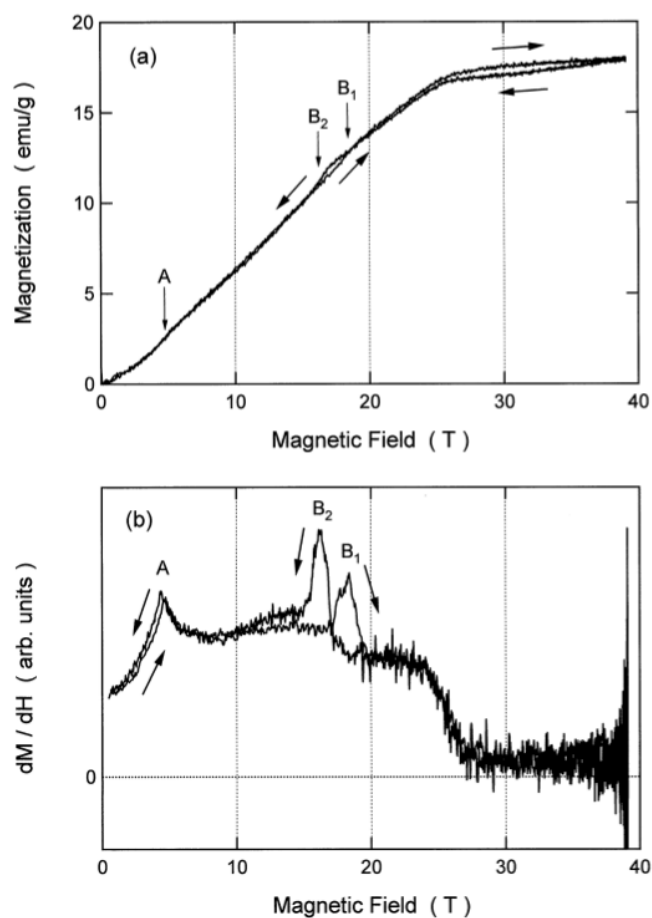 20
(a)
B₁
B₂
15
10
A
5
0
Magnetization ( emu/g )
0 10 20 30 40
Magnetic Field ( T )
(b)
B₂
B₁
A
dM / dH ( arb. units )
0
0 10 20 30 40
Magnetic Field ( T )